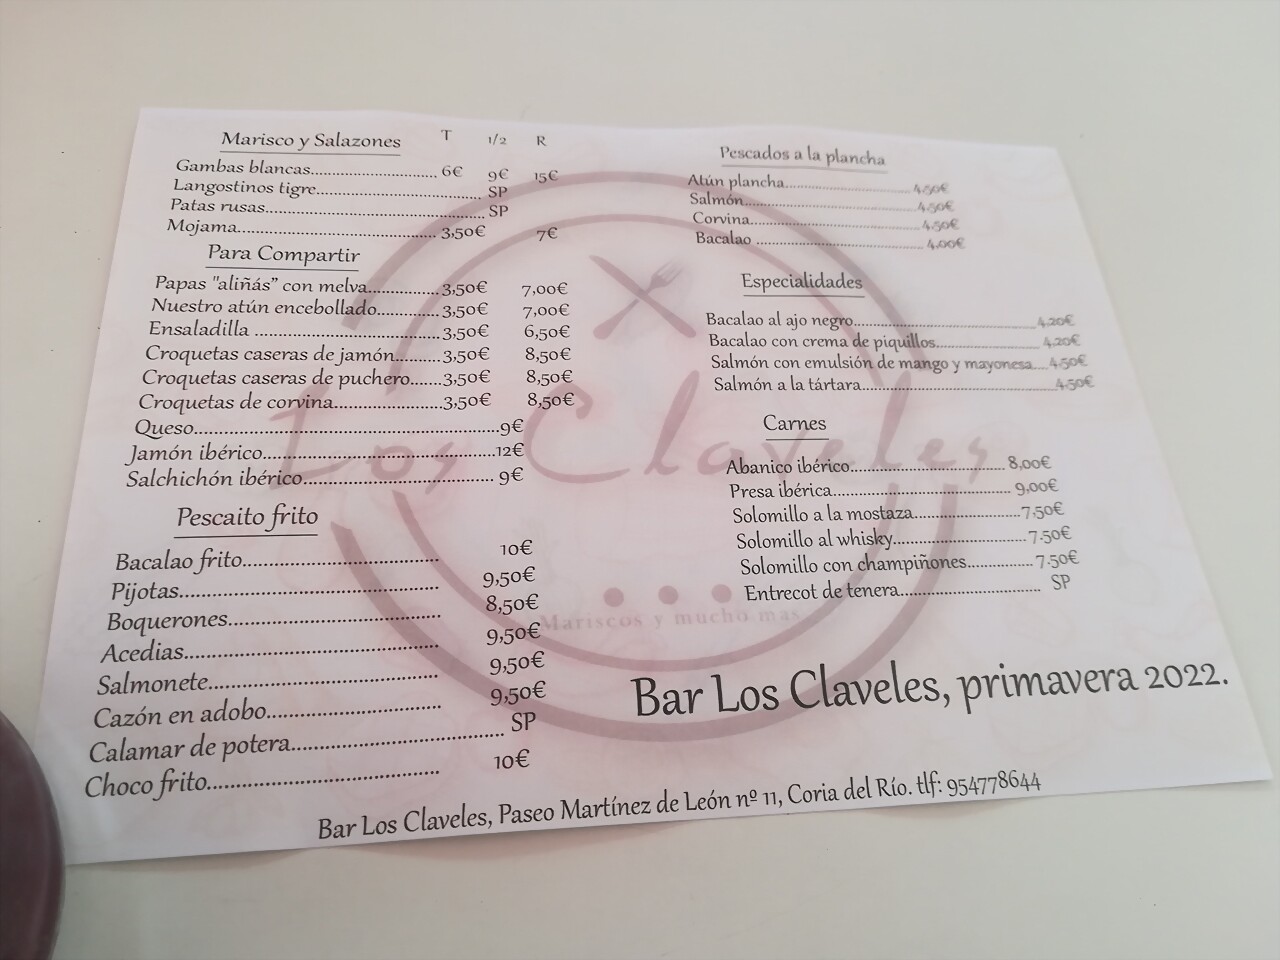 Marisco y Salazones T 1/2 R
Gambas blancas............................... 6€ 9€ 15€
Langostinos tigre........................................ SP
Patas rusas..................................................... SP
Mojama................................................. 3,50€ 7€
Para Compartir
Papas "aliñás” con melva.................3,50€ 7,00€
Nuestro atún encebollado...............3,50€ 7,00€
Ensaladilla .............................................3,50€ 6,50€
Croquetas caseras de jamón...........3,50€ 8,50€
Croquetas caseras de puchero.......3,50€ 8,50€
Croquetas de corvina.........................3,50€ 8,50€
Queso....................................................................9€
Jamón ibérico...................................................12€
Salchichón ibérico......................................... 9€
Pescaito frito
Bacalao frito........................................ 10€
Pijotas..................................................... 9,50€
Boquerones........................................... 8,50€
Acedias.................................................... 9,50€
Salmonete.............................................. 9,50€
Cazón en adobo................................... 9,50€
Calamar de potera.......................................... SP
Choco frito............................................... 10€
Pescados a la plancha
Atún plancha............................ 4.50€
Salmón....................................... 4.50€
Corvina...................................... 4.50€
Bacalao ..................................... 4.00€
Especialidades
Bacalao al ajo negro........................................... 4.20€
Bacalao con crema de piquillos......................... 4.20€
Salmón con emulsión de mango y mayonesa.... 4.50€
Salmón a la tártara.............................................4.50€
Carnes
Abanico ibérico.................................... 8,00€
Presa ibérica.......................................... 9,00€
Solomillo a la mostaza.........................7.50€
Solomillo al whisky...............................7.50€
Solomillo con champiñones...............7.50€
Entrecot de tenera................................ SP
Los Claveles
Mariscos y mucho mas
Bar Los Claveles, primavera 2022.
Bar Los Claveles, Paseo Martínez de León nº 11, Coria del Río. tlf: 954778644